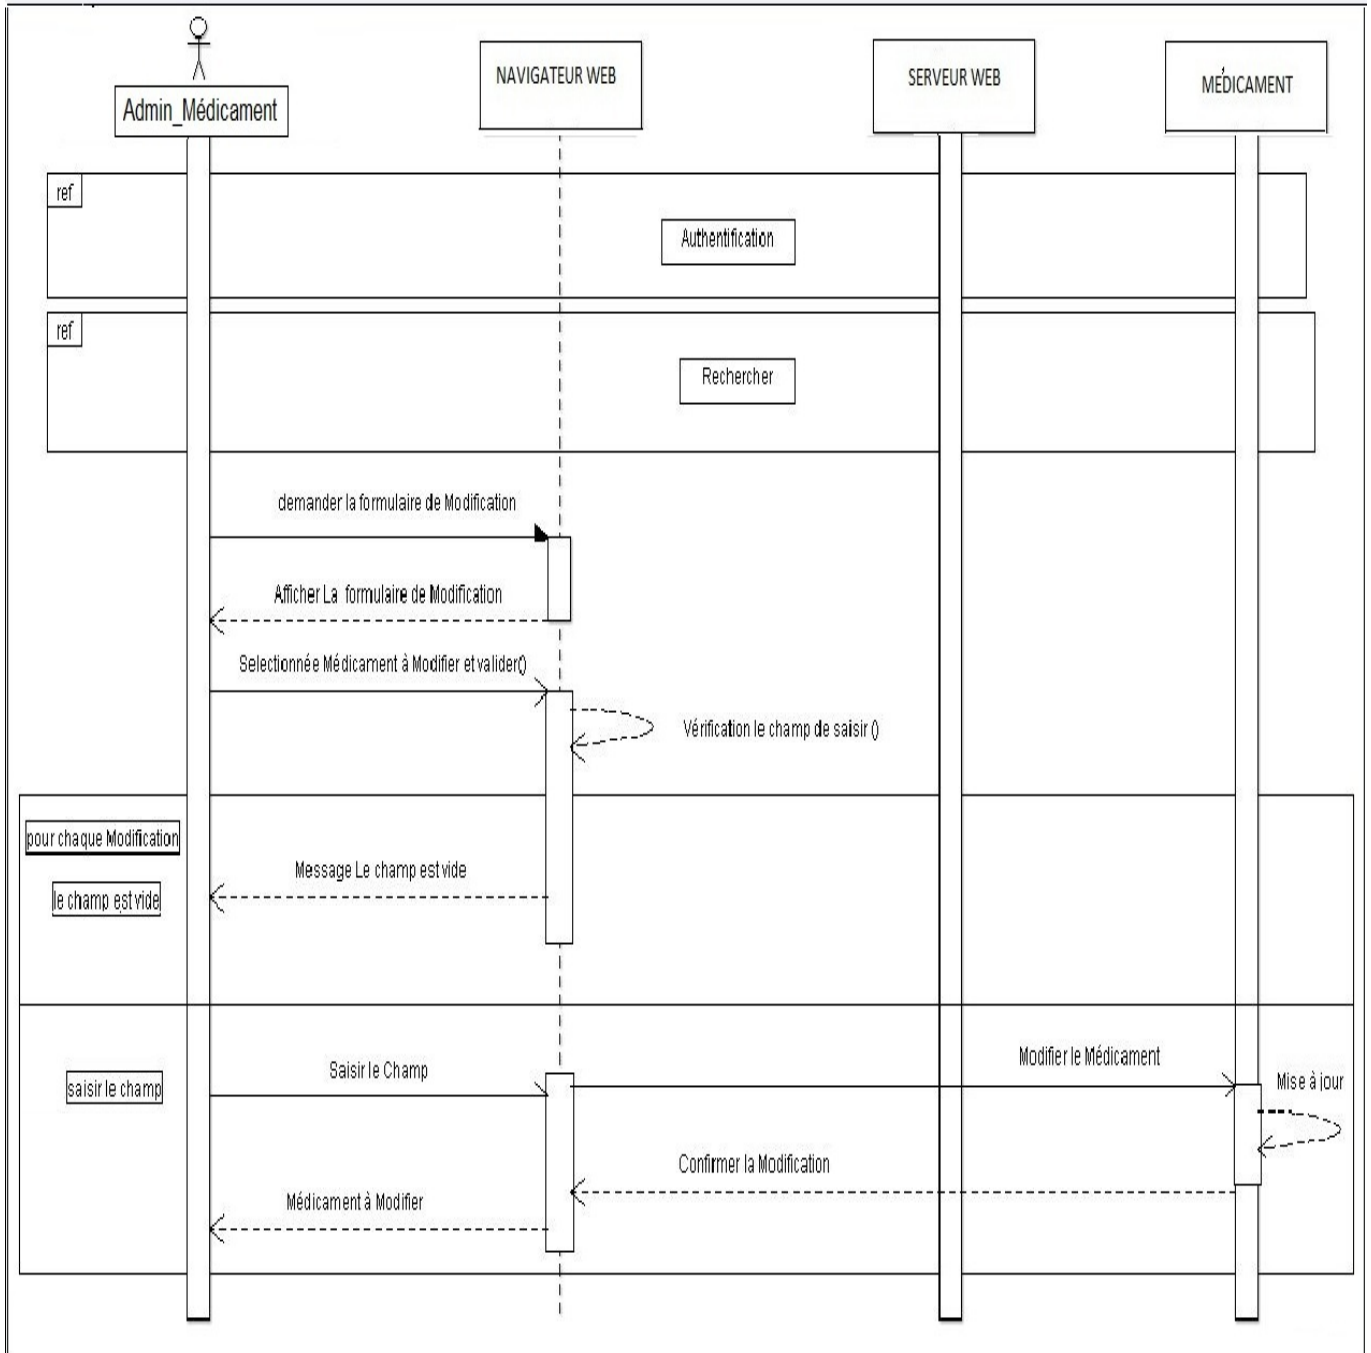 Admin_Médicament
NAVIGATEUR WEB
SERVEUR WEB
MÉDICAMENT
ref
Authentification
ref
Rechercher
demander la formulaire de Modification
Afficher La formulaire de Modification
Selectionnée Médicament à Modifier et valider()
Vérification le champ de saisir ()
pour chaque Modification
Message Le champ est vide
le champ est vide
Saisir le Champ
Modifier le Médicament
saisir le champ
Mise à jour
Confirmer la Modification
Médicament à Modifier